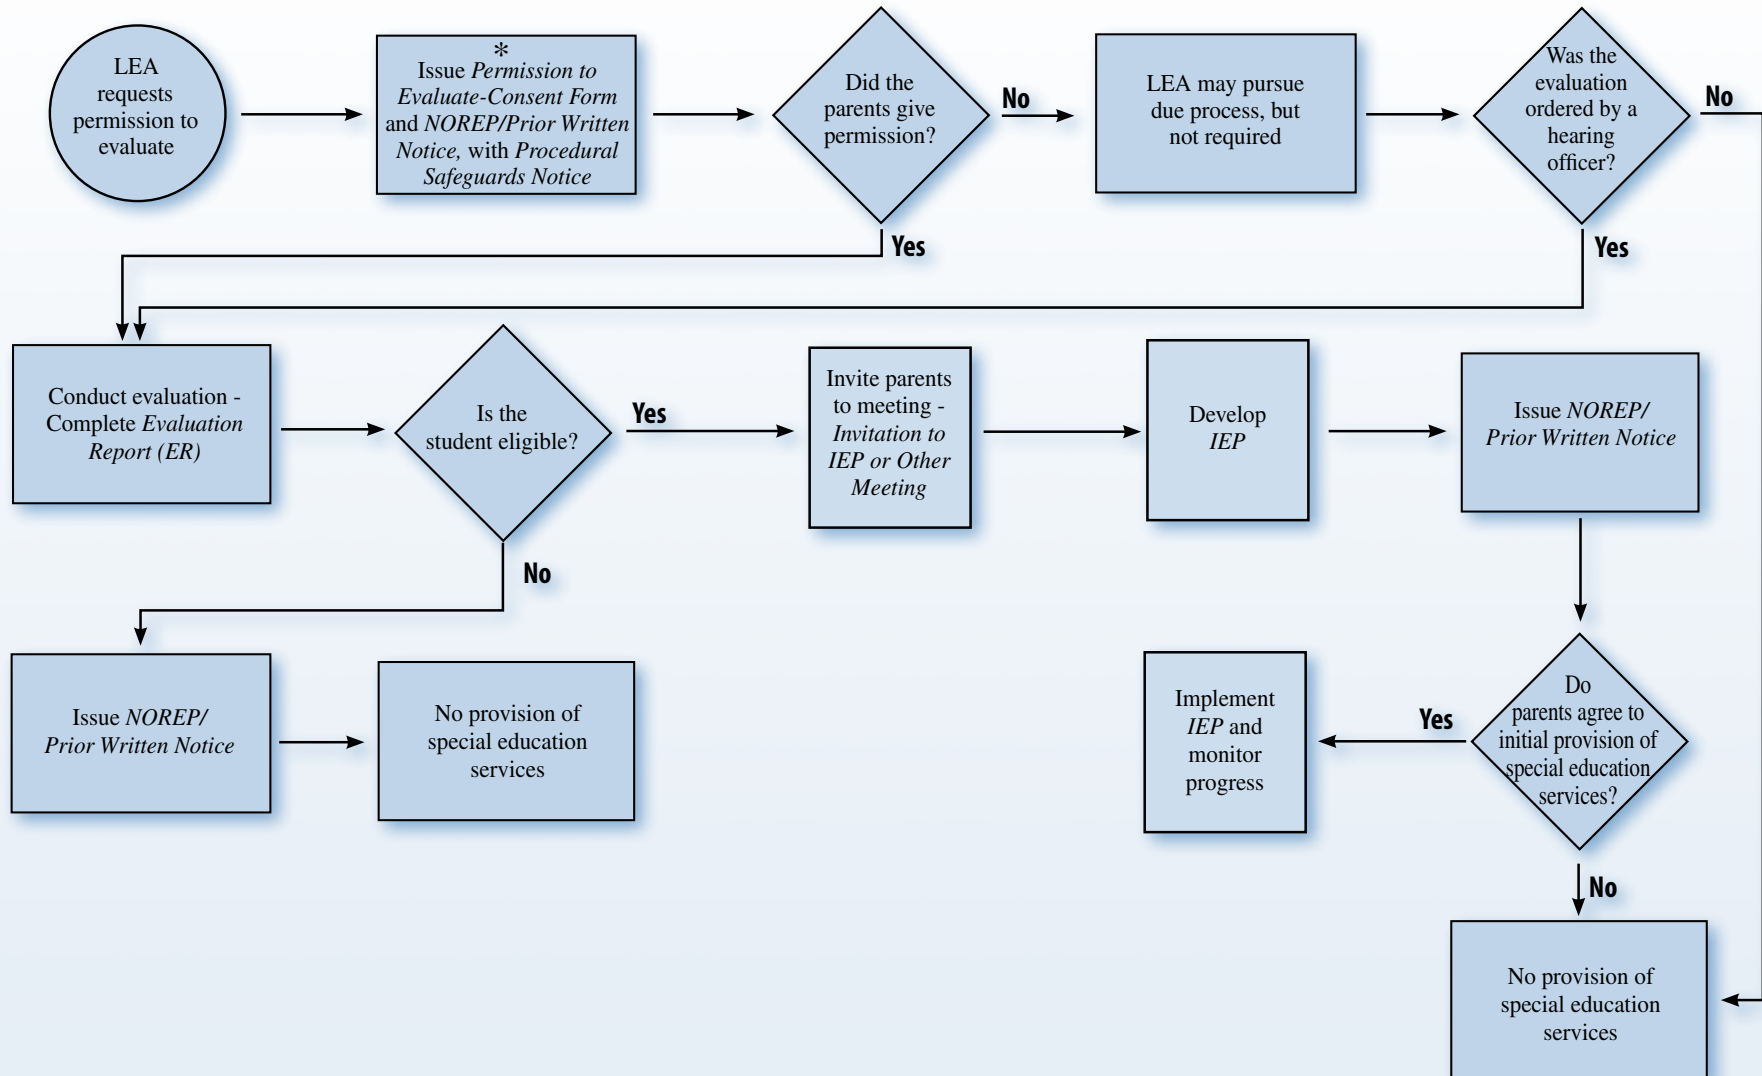 LEA
requests
permission to
evaluate
*
Issue Permission to
Evaluate-Consent Form
and NOREP/Prior Written
Notice, with Procedural
Safeguards Notice
Did the
parents give
permission?
No
LEA may pursue
due process, but
not required
Was the
evaluation
ordered by a
hearing
officer?
No
Yes
Yes
Conduct evaluation -
Complete Evaluation
Report (ER)
Is the
student eligible?
Yes
Invite parents
to meeting -
Invitation to
IEP or Other
Meeting
Develop
IEP
Issue NOREP/
Prior Written Notice
No
Issue NOREP/
Prior Written Notice
No provision of
special education
services
Implement
IEP and
monitor
progress
Yes
Do
parents agree to
initial provision of
special education
services?
No
No provision of
special education
services